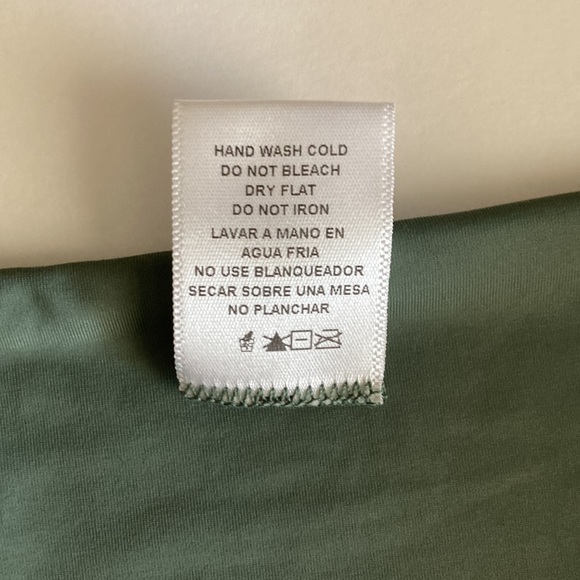 HAND WASH COLD
DO NOT BLEACH
DRY FLAT
DO NOT IRON
LAVAR A MANO EN
AGUA FRIA
NO USE BLANQUEADOR
SECAR SOBRE UNA MESA
NO PLANCHAR